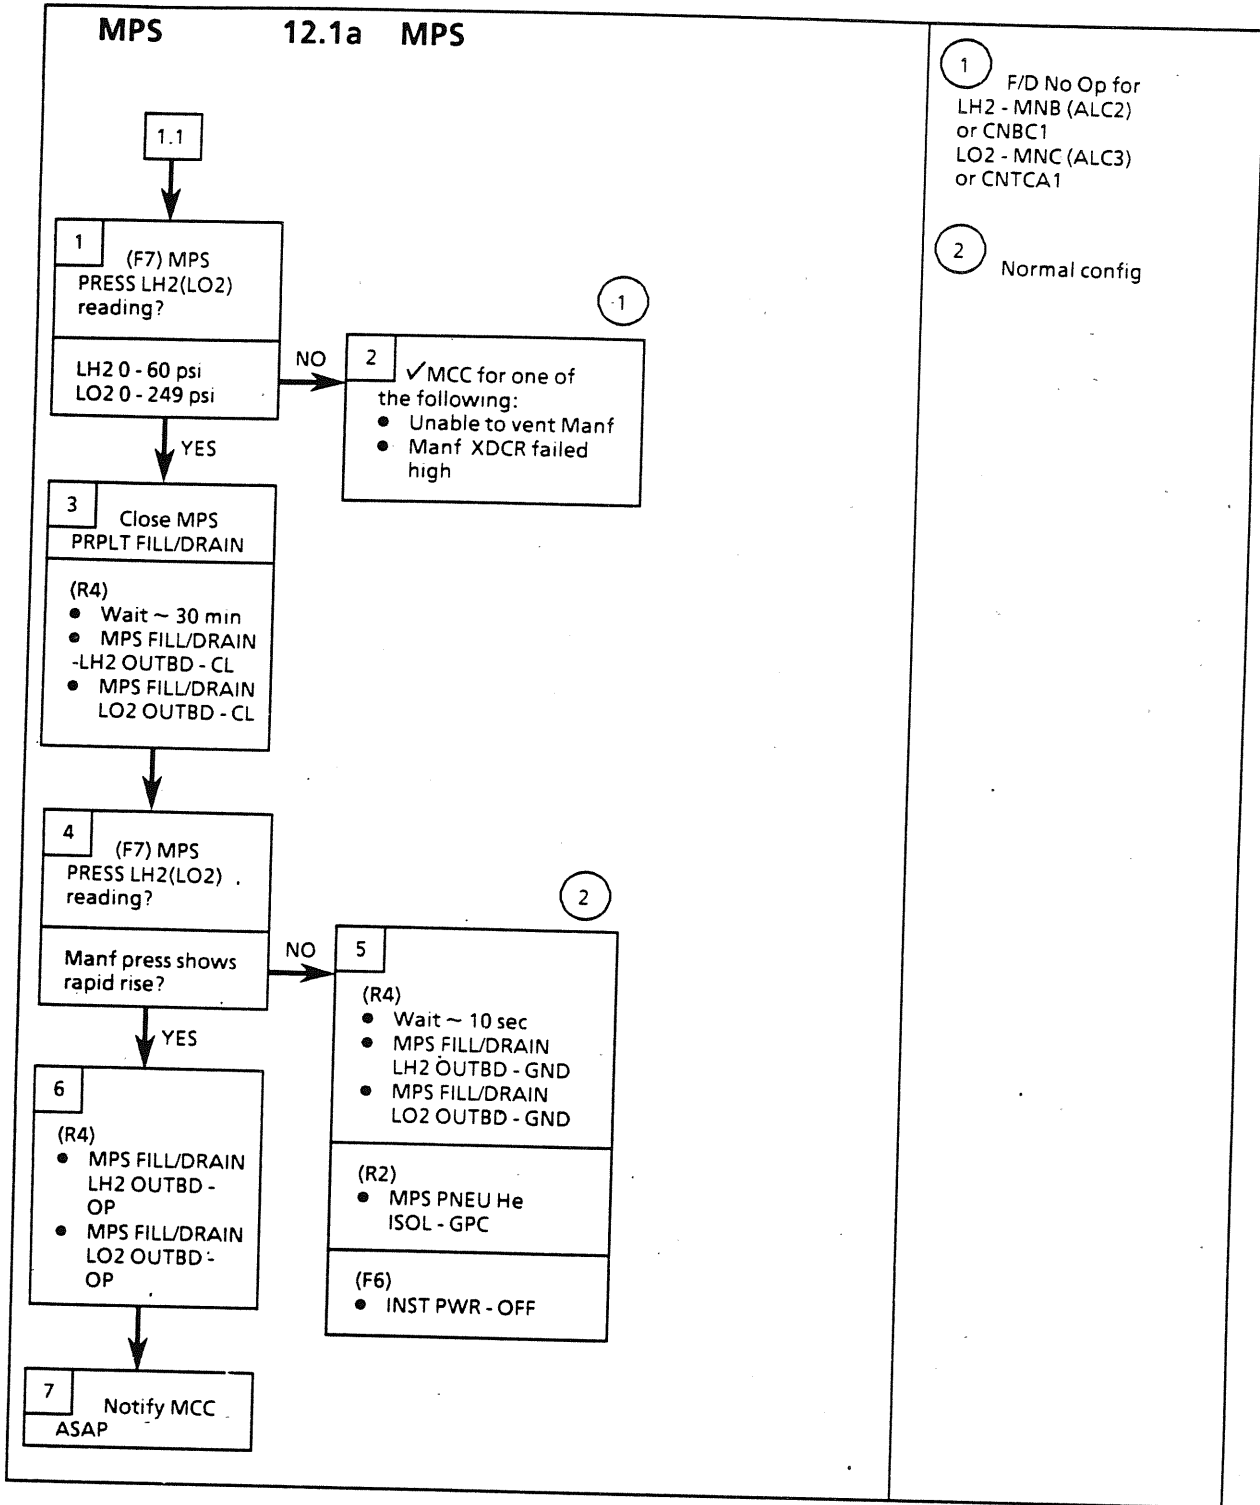 MPS 12.1a MPS
1.1
1
(F7) MPS
PRESS LH2(LO2)
reading?
LH2 0 - 60 psi
LO2 0 - 249 psi
NO
YES
1
2
✓MCC for one of
the following:
● Unable to vent Manf
● Manf XDCR failed
high
3
Close MPS
PRPLT FILL/DRAIN
(R4)
● Wait ~ 30 min
● MPS FILL/DRAIN
-LH2 OUTBD - CL
● MPS FILL/DRAIN
LO2 OUTBD - CL
4
(F7) MPS
PRESS LH2(LO2)
reading?
Manf press shows
rapid rise?
NO
YES
2
5
(R4)
● Wait ~ 10 sec
● MPS FILL/DRAIN
LH2 OUTBD - GND
● MPS FILL/DRAIN
LO2 OUTBD - GND
(R2)
● MPS PNEU He
ISOL - GPC
(F6)
● INST PWR - OFF
6
(R4)
● MPS FILL/DRAIN
LH2 OUTBD -
OP
● MPS FILL/DRAIN
LO2 OUTBD -
OP
7
Notify MCC
ASAP
1
F/D No Op for
LH2 - MNB (ALC2)
or CNBC1
LO2 - MNC (ALC3)
or CNTCA1
2
Normal config